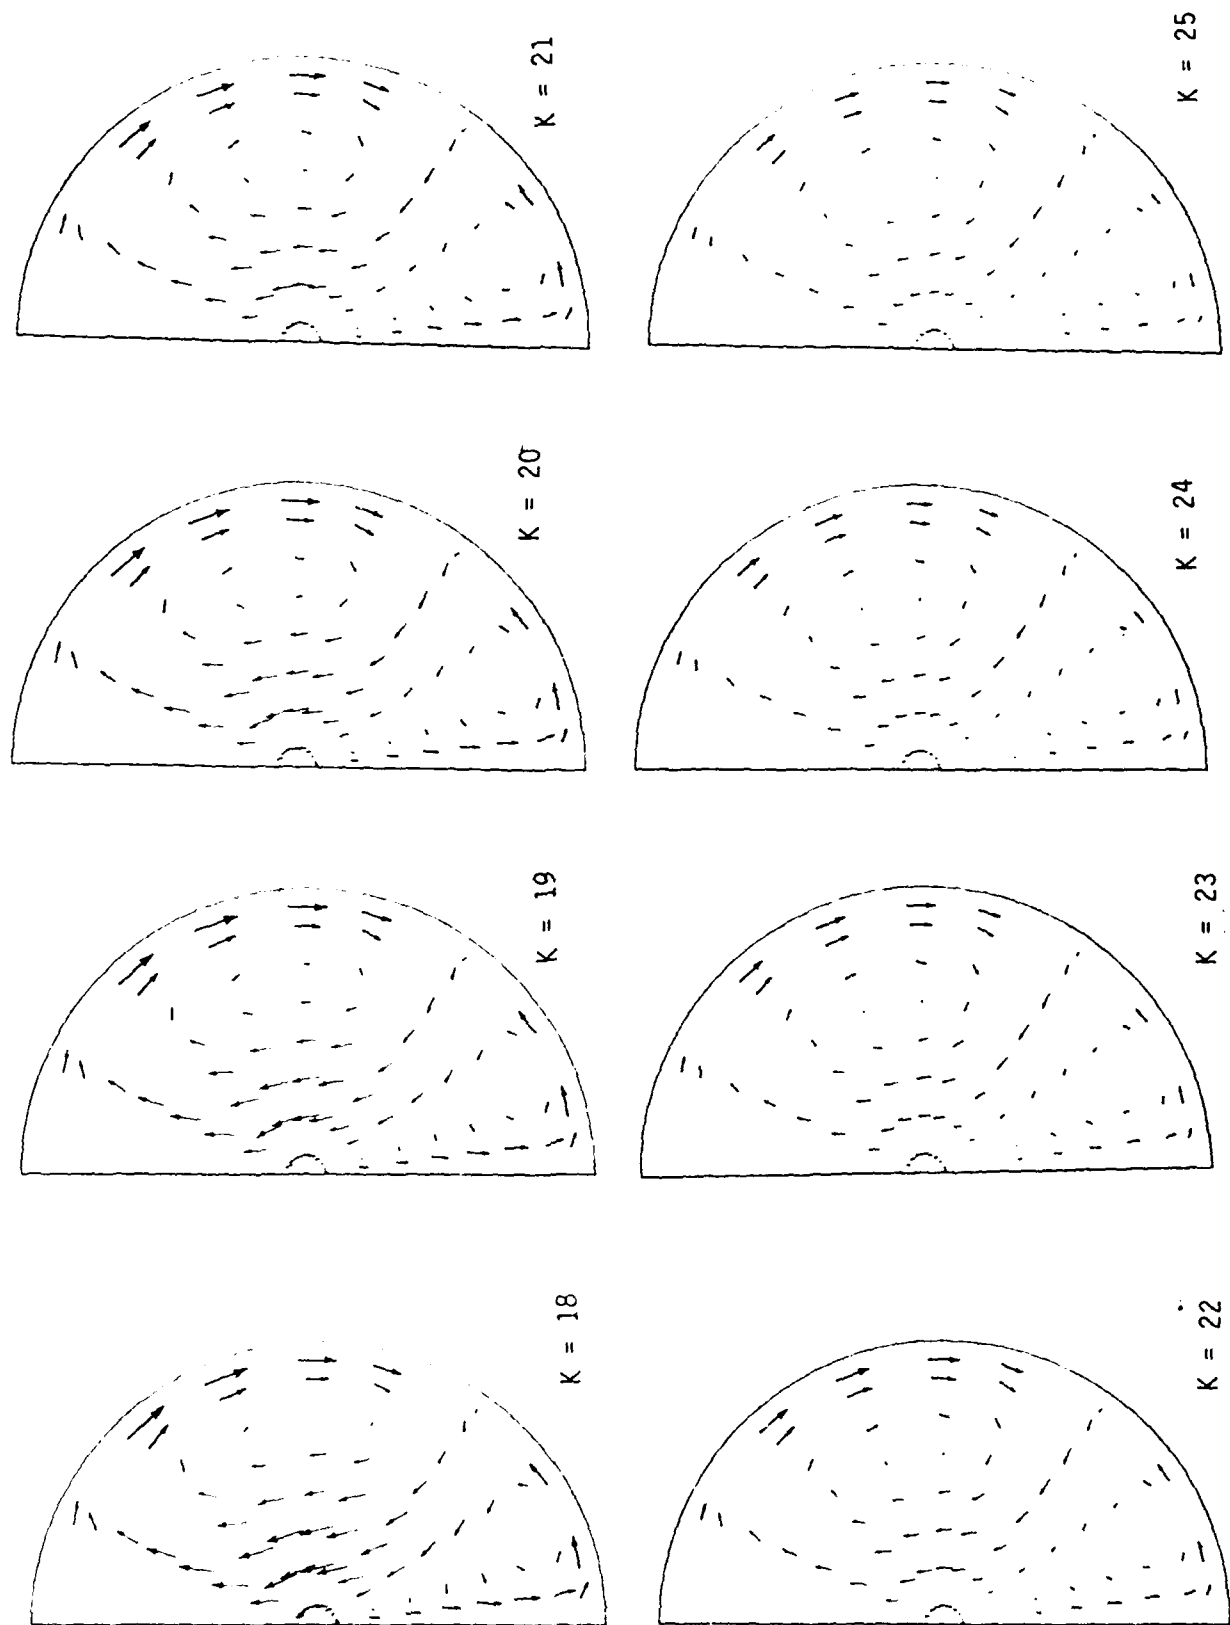 K = 18
K = 19
K = 20
K = 21
K = 22
K = 23
K = 24
K = 25